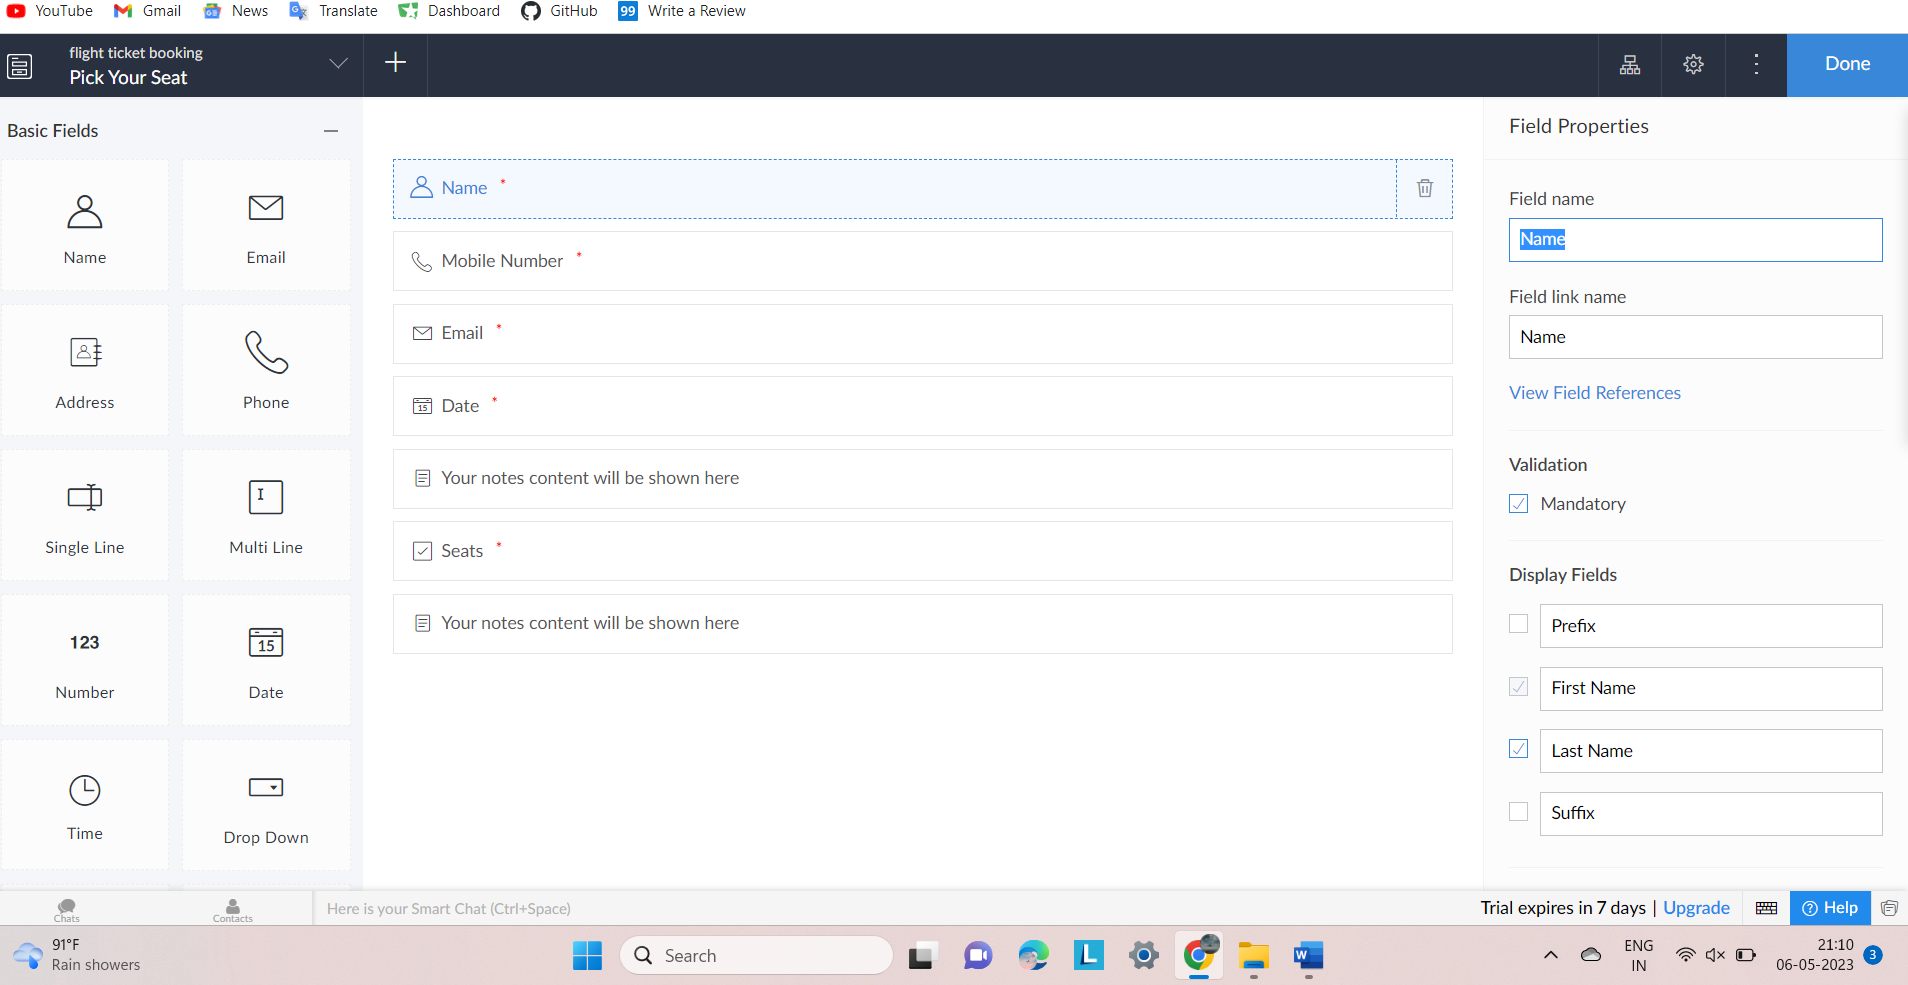 YouTube Gmail News Translate Dashboard GitHub 99 Write a Review
flight ticket booking
Pick Your Seat
Done
Basic Fields
Name
Email
Address
Phone
Single Line
Multi Line
123
Number
15
Date
Time
Drop Down
Name *
Mobile Number *
Email *
15 Date *
Your notes content will be shown here
Seats *
Your notes content will be shown here
Field Properties
Field name
Name
Field link name
Name
View Field References
Validation
Mandatory
Display Fields
Prefix
First Name
Last Name
Suffix
Chats
Contacts
Here is your Smart Chat (Ctrl+Space)
Trial expires in 7 days | Upgrade
? Help
91°F
Rain showers
Search
L
W
ENG
IN
21:10
06-05-2023
3